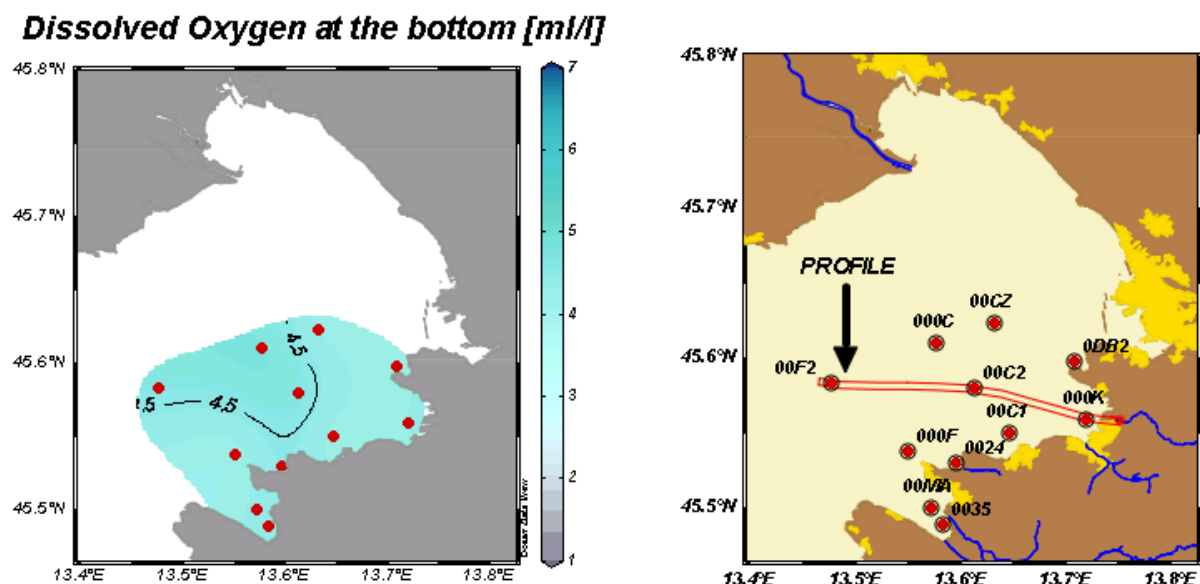 Dissolved Oxygen at the bottom [ml/l]
45.8°N
45.7°N
45.6°N
45.5°N
13.4°E
13.5°E
13.6°E
13.7°E
13.8°E
4.5
4.5
4.5
7
6
5
4
3
2
1
Ocean Data View
45.8°N
45.7°N
45.6°N
45.5°N
13.4°E
13.5°E
13.6°E
13.7°E
13.8°E
PROFILE
00CZ
000C
0DB2
00F2
00C2
000K
00C1
000F
0024
00MA
0035